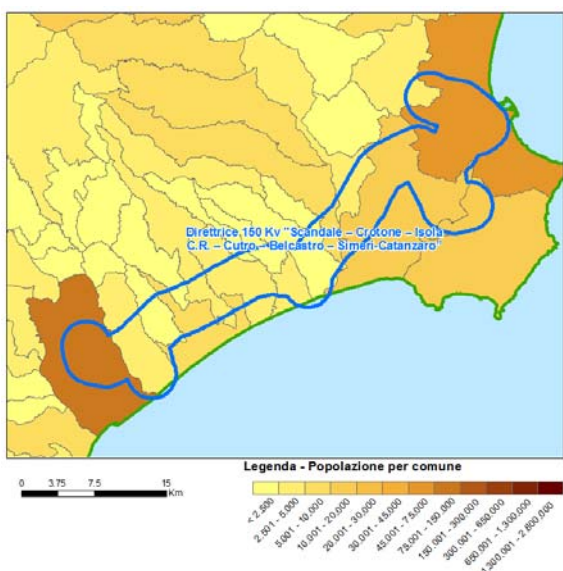 Direttrice 150 Kv "Scandale – Crotone – Isola
C.R. – Cutro – Belcastro – Simeri-Catanzaro"
Legenda - Popolazione per comune
0 3.75 7.5 15
Km
< 2.500
2.501 - 5.000
5.001 - 10.000
10.001 - 20.000
20.001 - 30.000
30.001 - 45.000
45.001 - 75.000
75.001 - 150.000
150.001 - 300.000
300.001 - 650.000
650.001 - 1.300.000
1.300.001 - 2.600.000